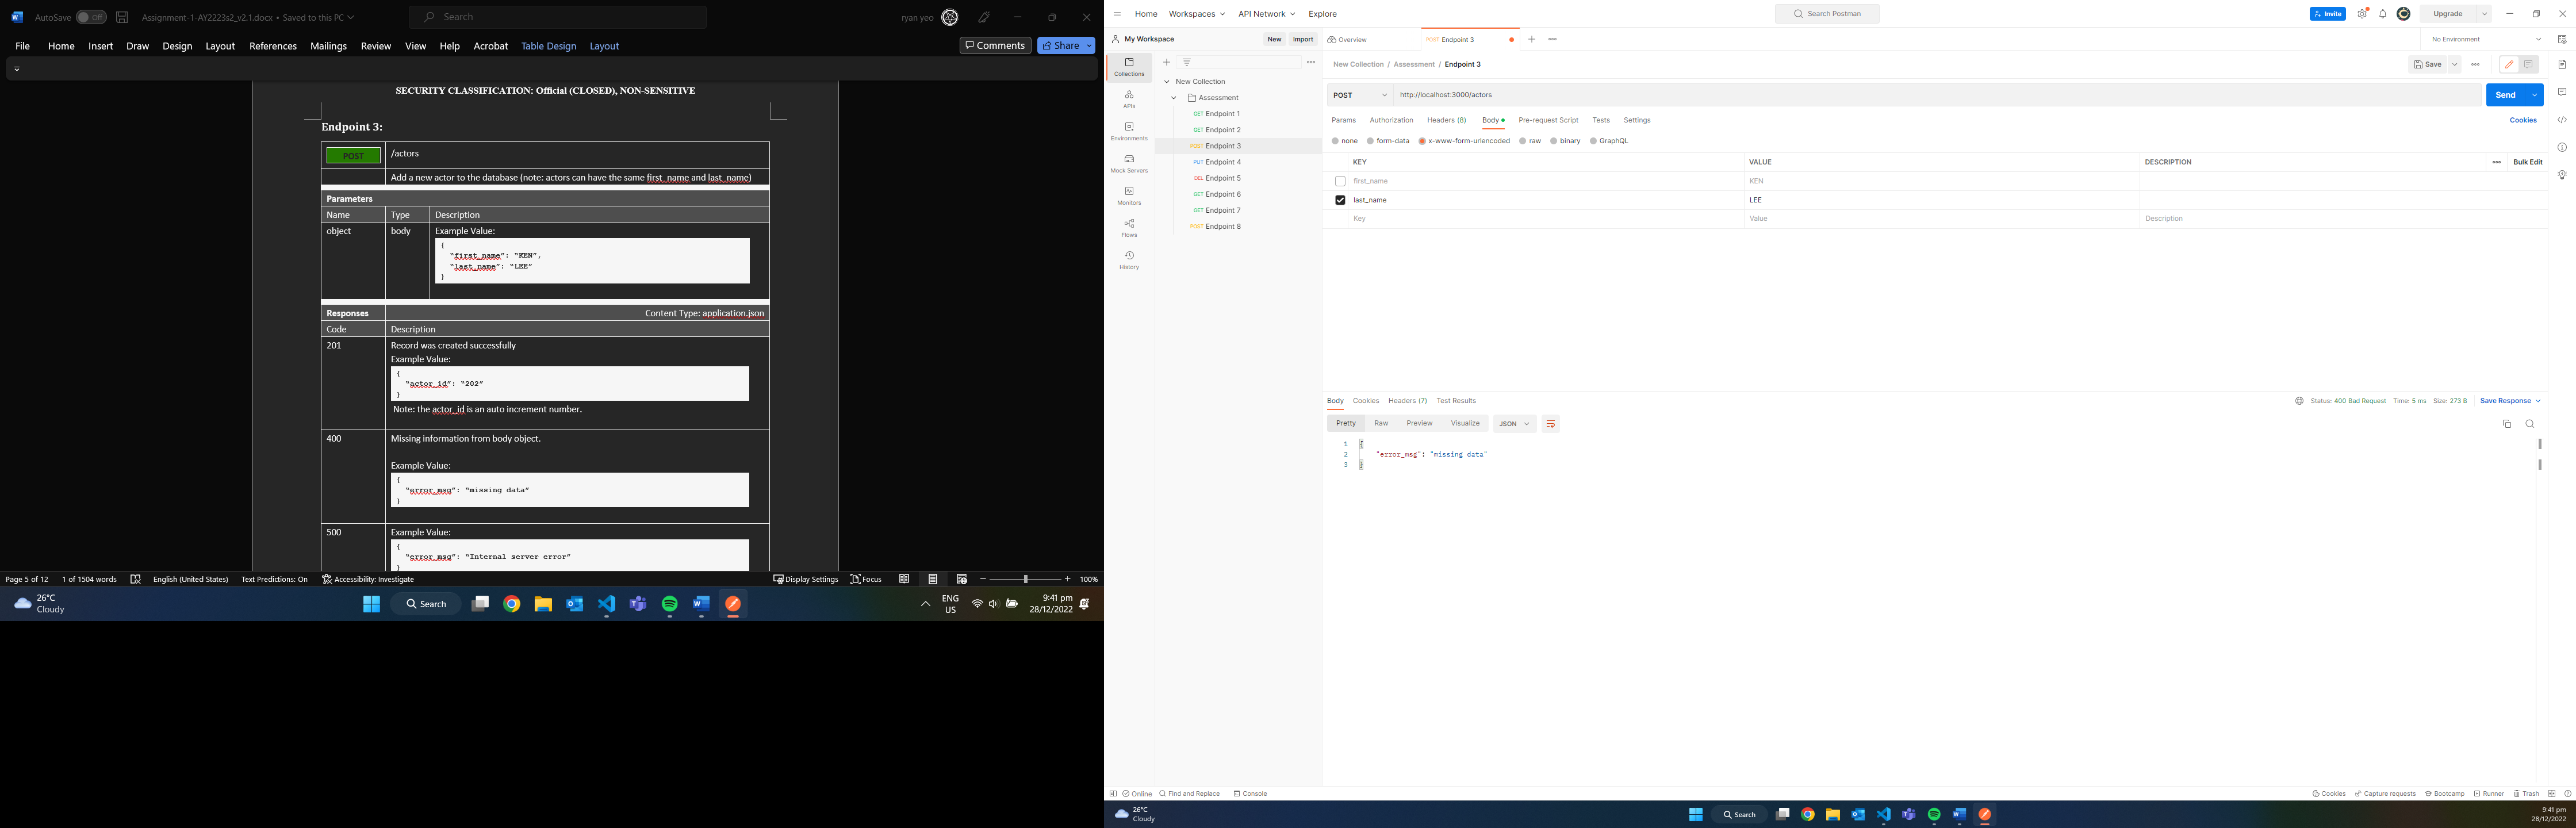 AutoSave Off Assignment-1-AY2223s2_v2.1.docx • Saved to this PC Search ryan yeo
File Home Insert Draw Design Layout References Mailings Review View Help Acrobat Table Design Layout Comments Share
SECURITY CLASSIFICATION: Official (CLOSED), NON-SENSITIVE
Endpoint 3:
POST /actors
Add a new actor to the database (note: actors can have the same first_name and last_name)
Parameters
Name Type Description
object body Example Value:
{
"first_name": "KEN",
"last_name": "LEE"
}
Responses Content Type: application.json
Code Description
201 Record was created successfully
Example Value:
{
"actor_id": "202"
}
Note: the actor_id is an auto increment number.
400 Missing information from body object.
Example Value:
{
"error_msg": "missing data"
}
500 Example Value:
{
"error_msg": "Internal server error"
}
Page 5 of 12 1 of 1504 words English (United States) Text Predictions: On Accessibility: Investigate Display Settings Focus 100%
26°C
Cloudy
Search
ENG
US
9:41 pm
28/12/2022
Home Workspaces API Network Explore Search Postman Invite Upgrade
My Workspace New Import Overview POST Endpoint 3 No Environment
Collections
APIs
Environments
Mock Servers
Monitors
Flows
History
New Collection
Assessment
GET Endpoint 1
GET Endpoint 2
POST Endpoint 3
PUT Endpoint 4
DEL Endpoint 5
GET Endpoint 6
GET Endpoint 7
POST Endpoint 8
New Collection / Assessment / Endpoint 3 Save
POST http://localhost:3000/actors Send
Params Authorization Headers (8) Body Pre-request Script Tests Settings Cookies
none form-data x-www-form-urlencoded raw binary GraphQL
KEY VALUE DESCRIPTION Bulk Edit
first_name KEN
last_name LEE
Key Value Description
Body Cookies Headers (7) Test Results Status: 400 Bad Request Time: 5 ms Size: 273 B Save Response
Pretty Raw Preview Visualize JSON
1 {
2 "error_msg": "missing data"
3 }
Online Find and Replace Console Cookies Capture requests Bootcamp Runner Trash
26°C
Cloudy
Search
9:41 pm
28/12/2022